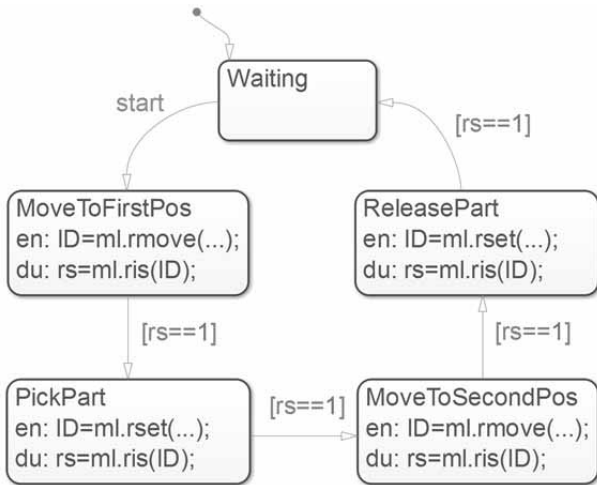 Waiting
start
[rs==1]
MoveToFirstPos
en: ID=ml.rmove(...);
du: rs=ml.ris(ID);
ReleasePart
en: ID=ml.rset(...);
du: rs=ml.ris(ID);
[rs==1]
[rs==1]
PickPart
en: ID=ml.rset(...);
du: rs=ml.ris(ID);
[rs==1]
MoveToSecondPos
en: ID=ml.rmove(...);
du: rs=ml.ris(ID);